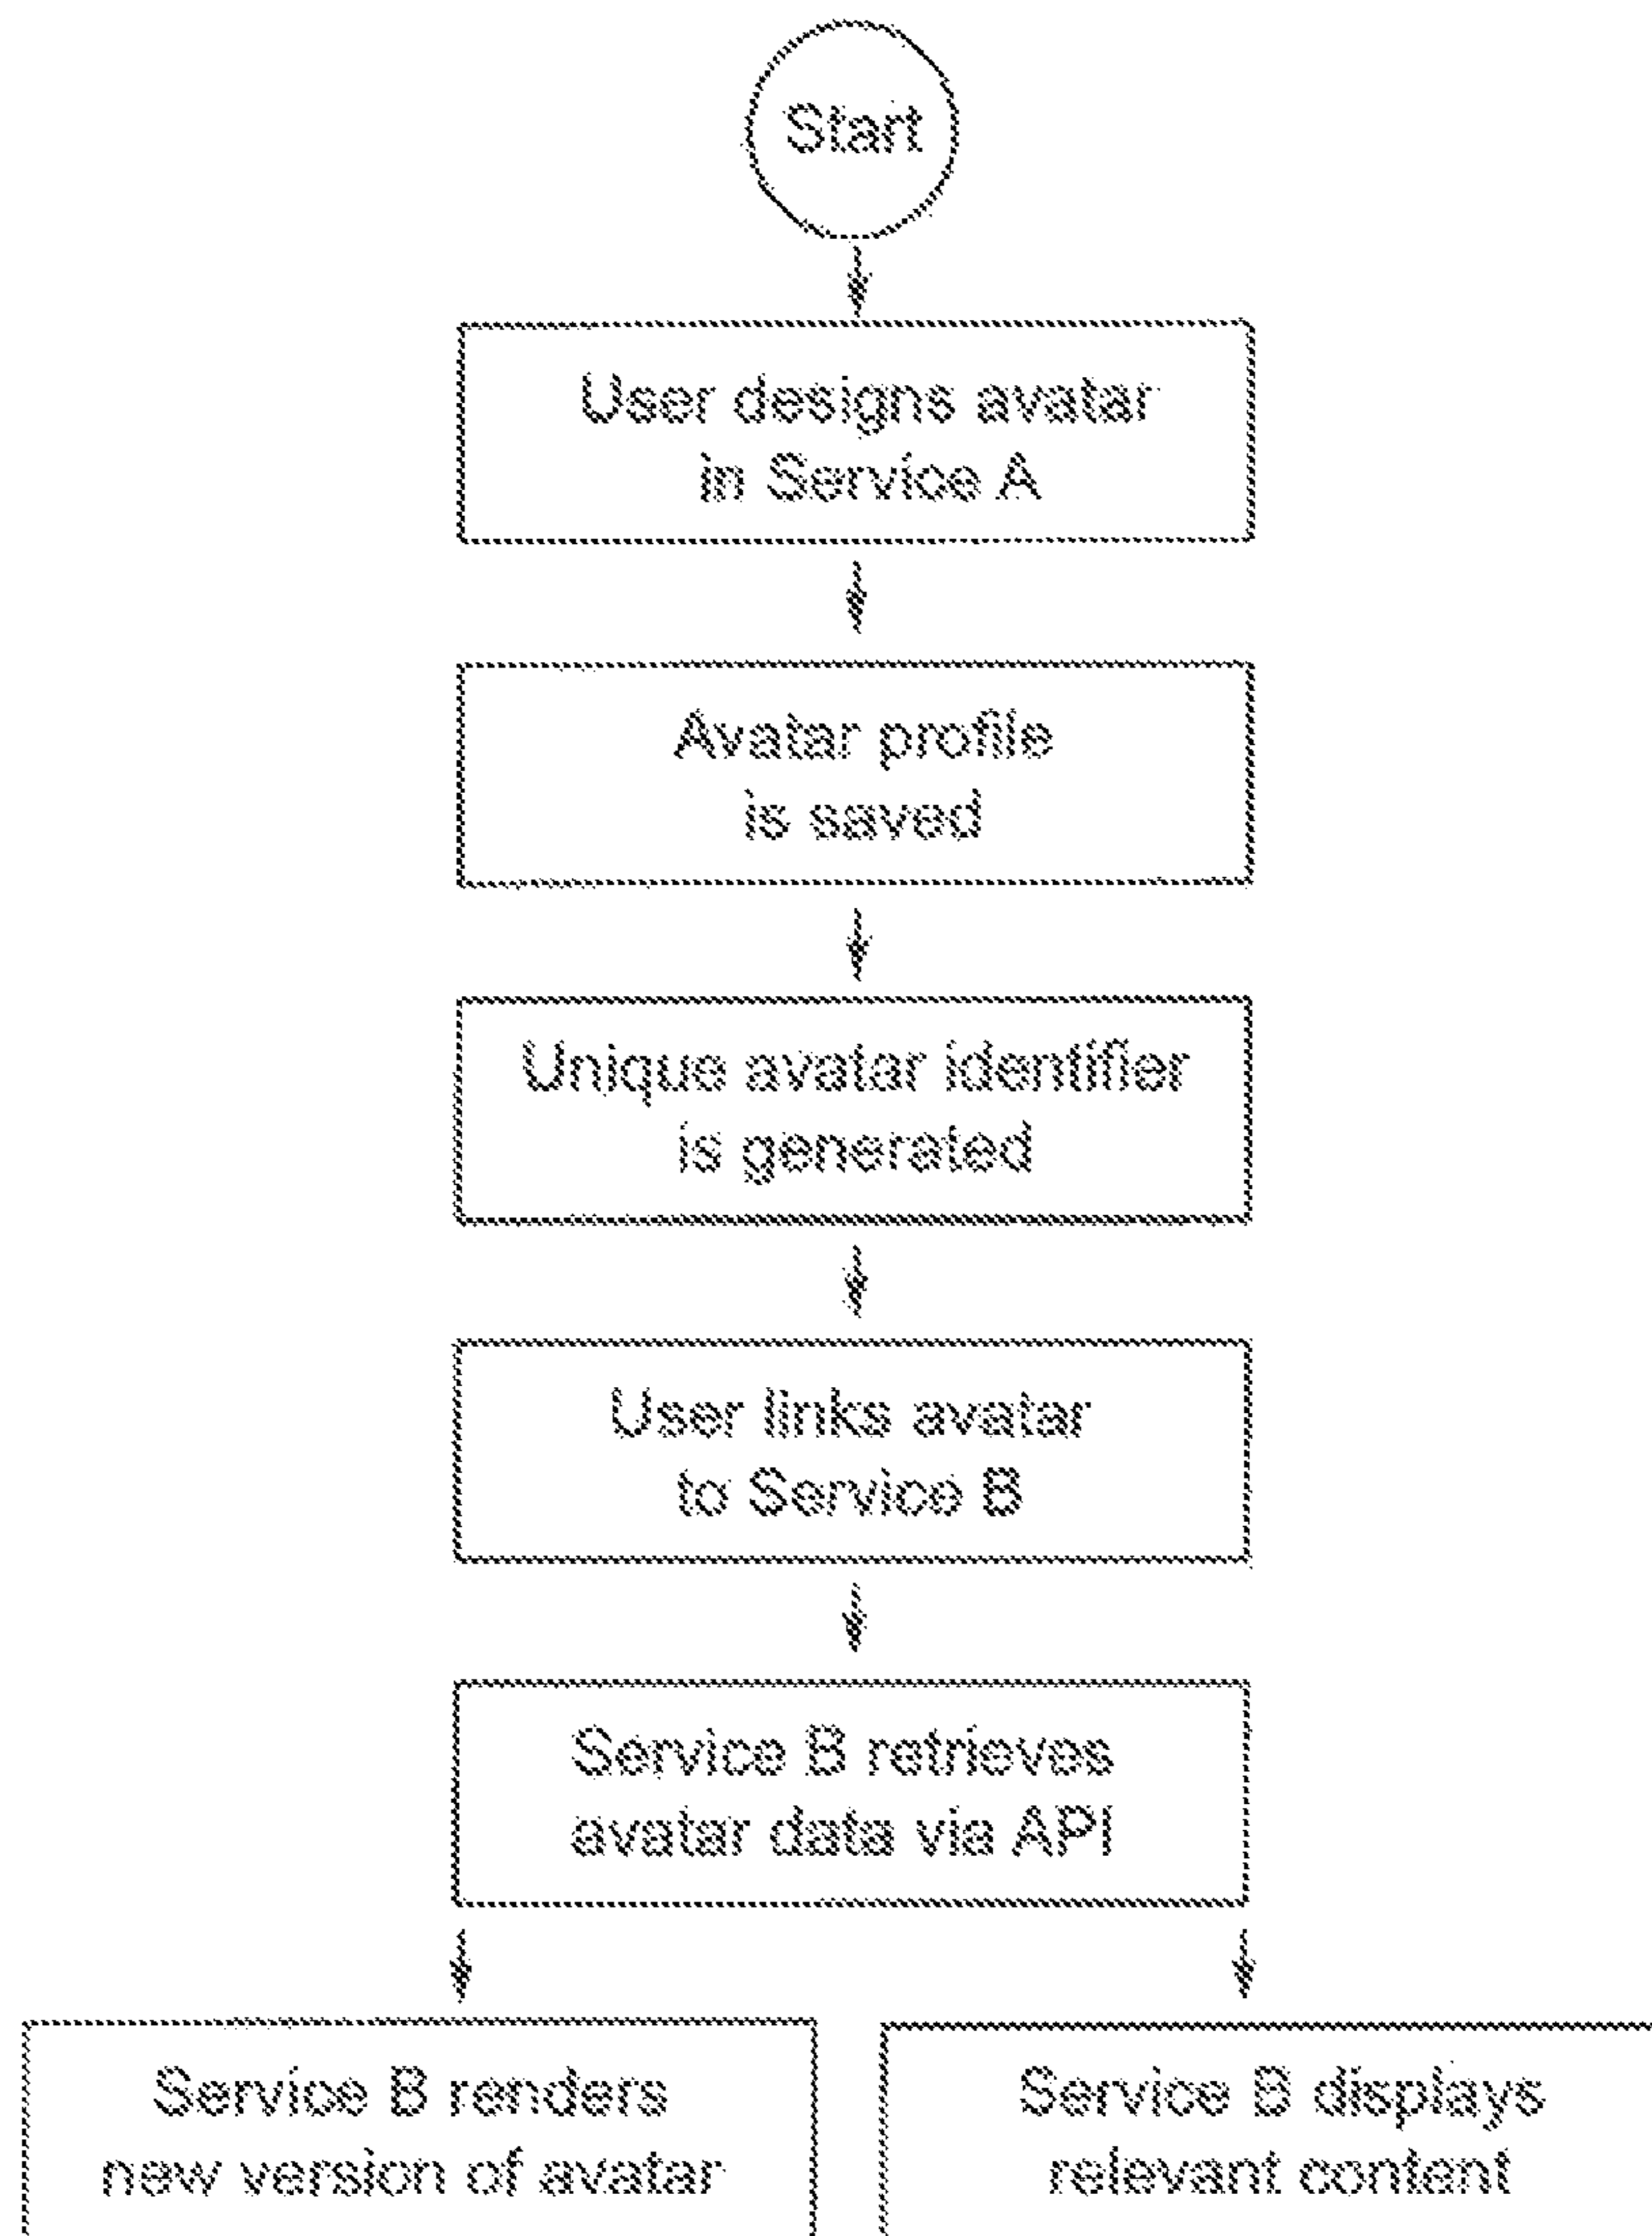 Start
User designs avatar
in Service A
Avatar profile
is saved
Unique avatar identifier
is generated
User links avatar
to Service B
Service B retrieves
avatar data via API
Service B renders
new version of avatar
Service B displays
relevant content